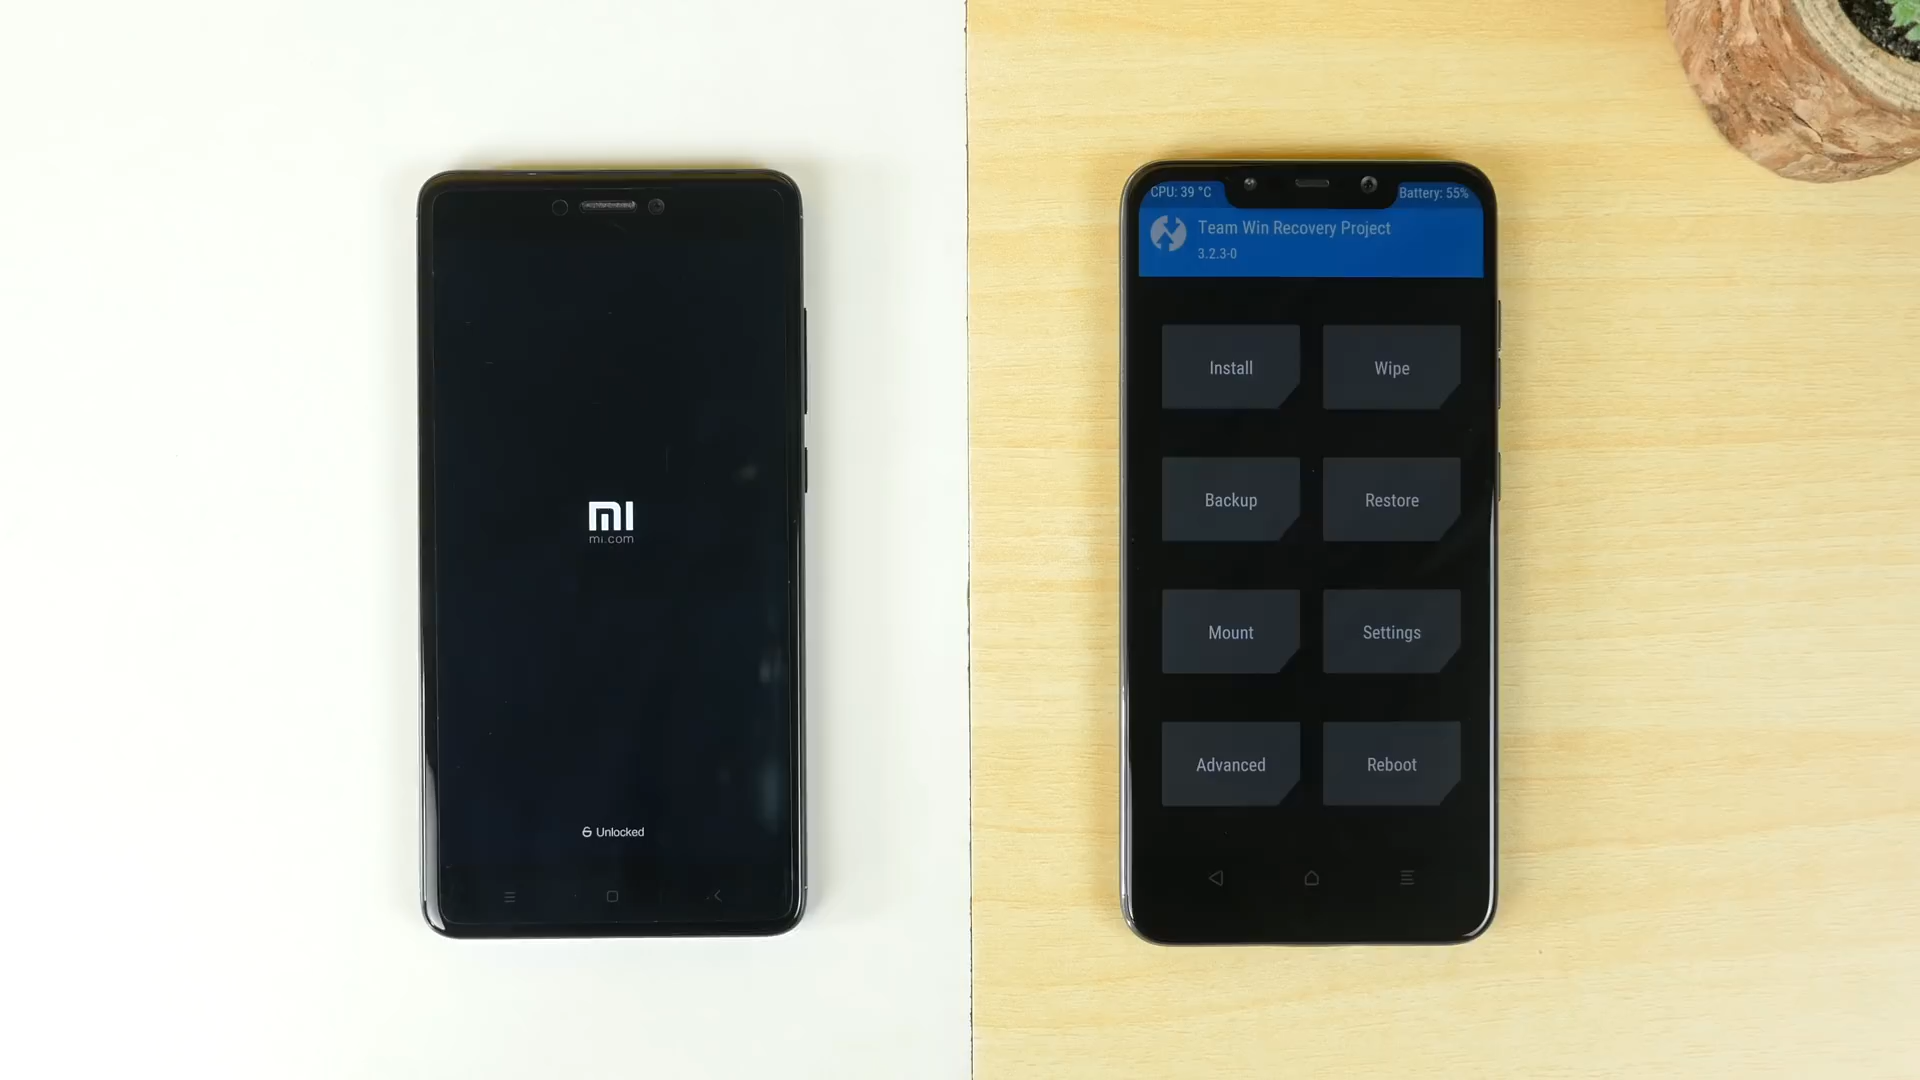 mi
mi.com
Unlocked
CPU: 39 °C
Battery: 55%
Team Win Recovery Project
3.2.3-0
Install
Wipe
Backup
Restore
Mount
Settings
Advanced
Reboot